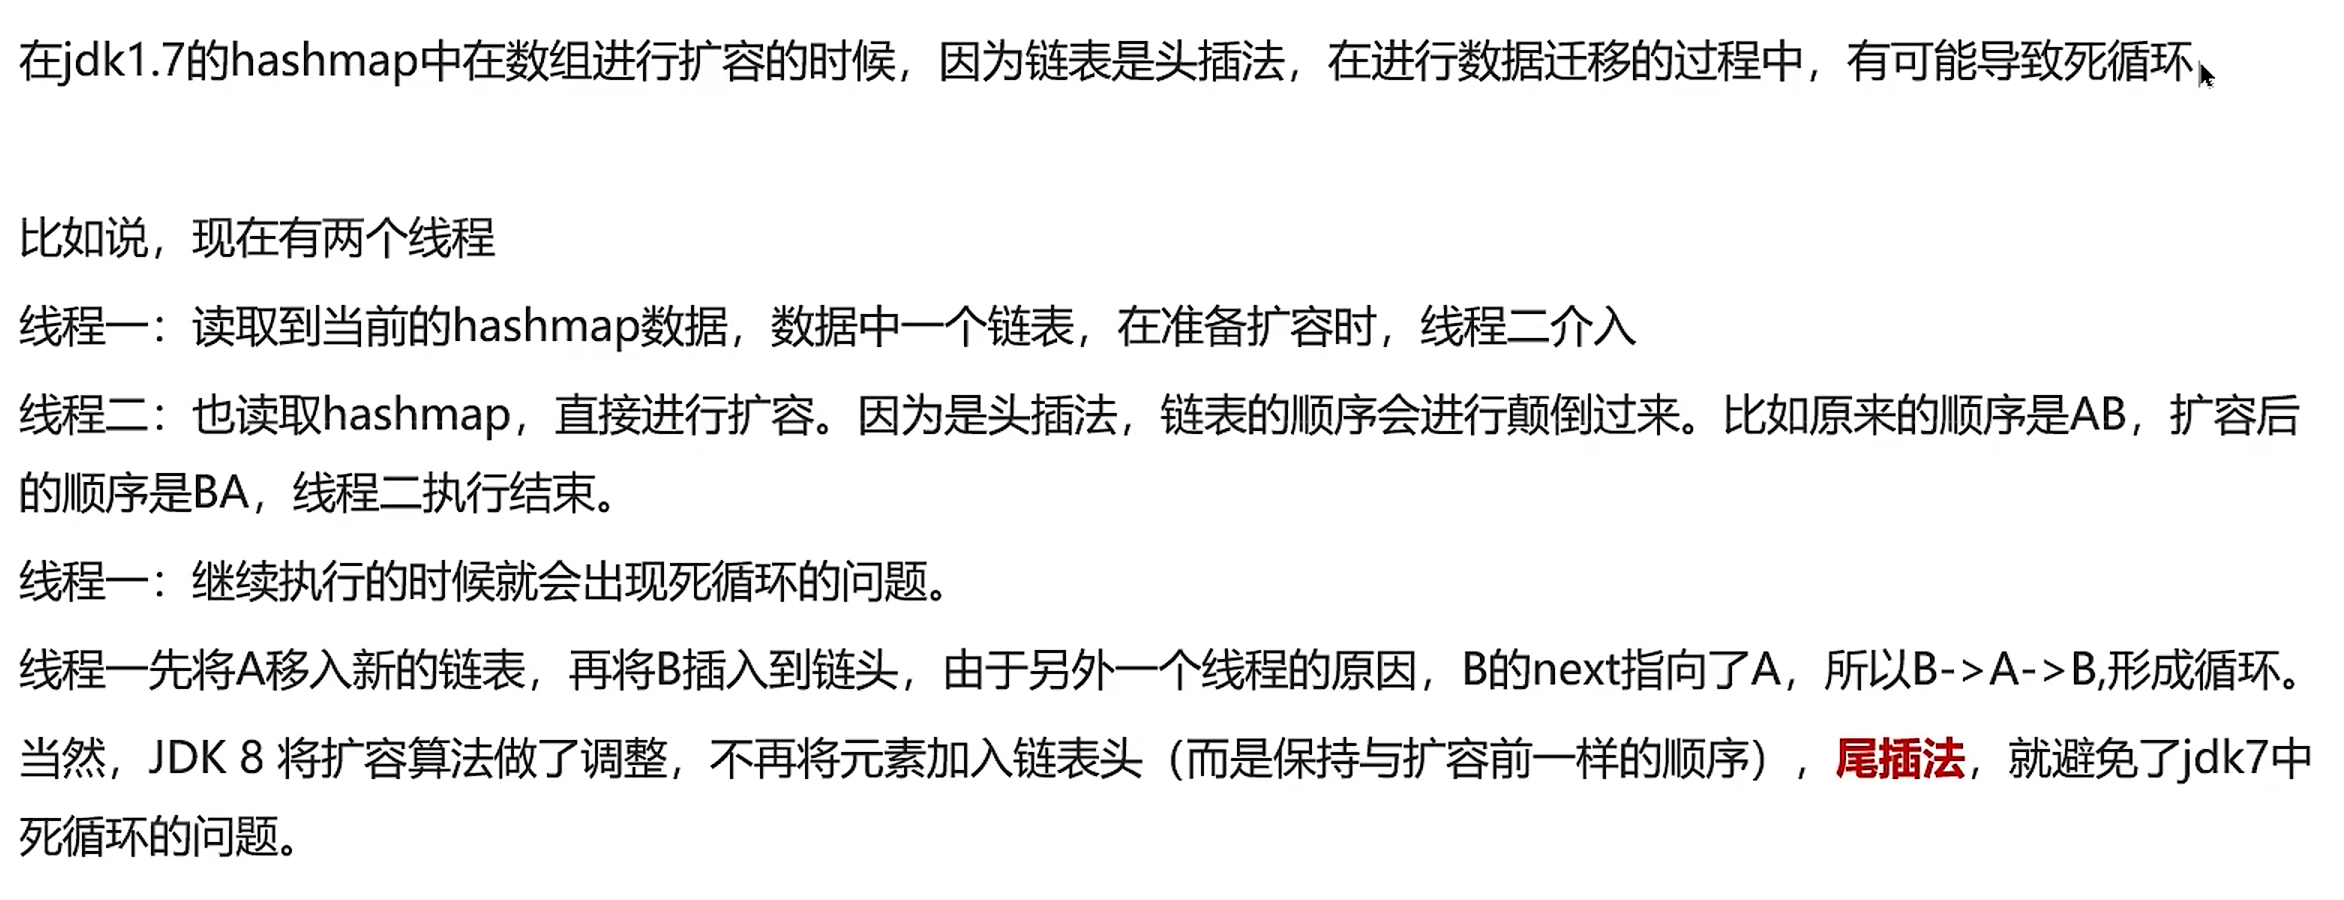 在jdk1.7的hashmap中在数组进行扩容的时候，因为链表是头插法，在进行数据迁移的过程中，有可能导致死循环
比如说，现在有两个线程
线程一：读取到当前的hashmap数据，数据中一个链表，在准备扩容时，线程二介入
线程二：也读取hashmap，直接进行扩容。因为是头插法，链表的顺序会进行颠倒过来。比如原来的顺序是AB，扩容后
的顺序是BA，线程二执行结束。
线程一：继续执行的时候就会出现死循环的问题。
线程一先将A移入新的链表，再将B插入到链头，由于另外一个线程的原因，B的next指向了A，所以B->A->B,形成循环。
当然，JDK 8 将扩容算法做了调整，不再将元素加入链表头（而是保持与扩容前一样的顺序），尾插法，就避免了jdk7中
死循环的问题。